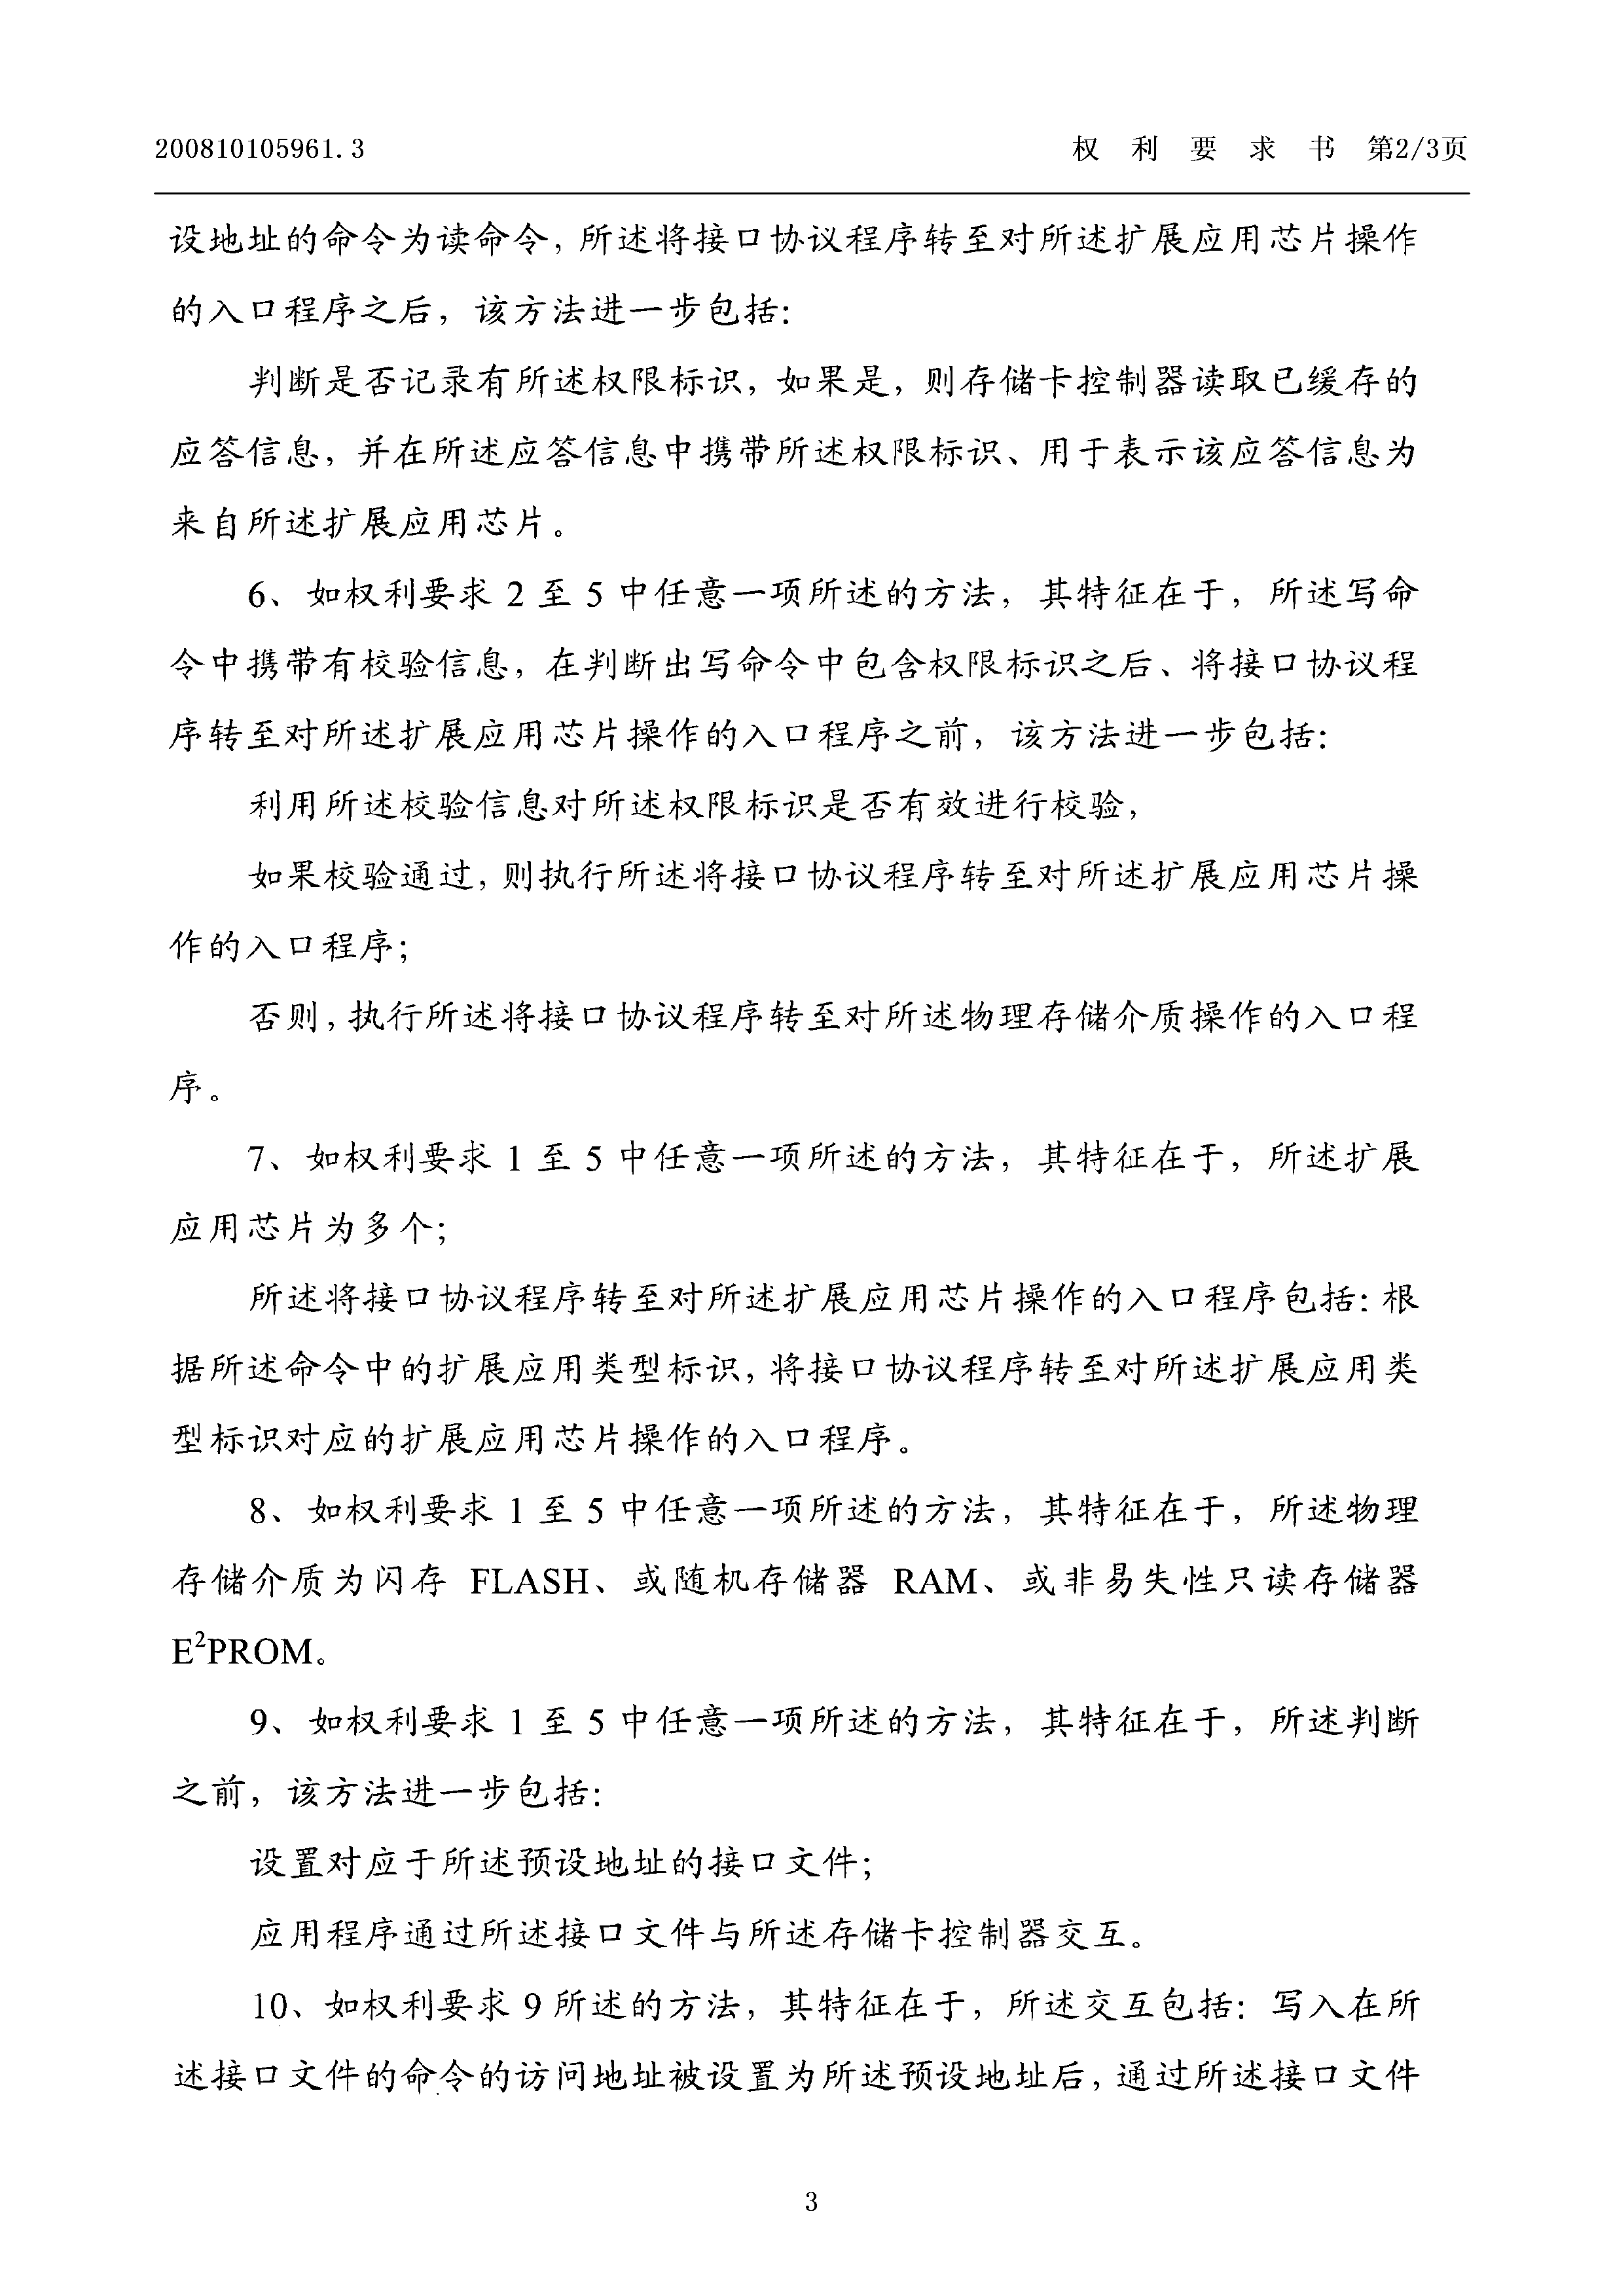 200810105961.3
权利要求书 第2/3页
设地址的命令为读命令，所述将接口协议程序转至对所述扩展应用芯片操作
的入口程序之后，该方法进一步包括：
判断是否记录有所述权限标识，如果是，则存储卡控制器读取已缓存的
应答信息，并在所述应答信息中携带所述权限标识、用于表示该应答信息为
来自所述扩展应用芯片。
6、如权利要求 2 至 5 中任意一项所述的方法，其特征在于，所述写命
令中携带有校验信息，在判断出写命令中包含权限标识之后、将接口协议程
序转至对所述扩展应用芯片操作的入口程序之前，该方法进一步包括：
利用所述校验信息对所述权限标识是否有效进行校验，
如果校验通过，则执行所述将接口协议程序转至对所述扩展应用芯片操
作的入口程序；
否则，执行所述将接口协议程序转至对所述物理存储介质操作的入口程
序。
7、如权利要求 1 至 5 中任意一项所述的方法，其特征在于，所述扩展
应用芯片为多个；
所述将接口协议程序转至对所述扩展应用芯片操作的入口程序包括：根
据所述命令中的扩展应用类型标识，将接口协议程序转至对所述扩展应用类
型标识对应的扩展应用芯片操作的入口程序。
8、如权利要求 1 至 5 中任意一项所述的方法，其特征在于，所述物理
存储介质为闪存 FLASH、或随机存储器 RAM、或非易失性只读存储器
E²PROM。
9、如权利要求 1 至 5 中任意一项所述的方法，其特征在于，所述判断
之前，该方法进一步包括：
设置对应于所述预设地址的接口文件；
应用程序通过所述接口文件与所述存储卡控制器交互。
10、如权利要求 9 所述的方法，其特征在于，所述交互包括：写入在所
述接口文件的命令的访问地址被设置为所述预设地址后，通过所述接口文件
3